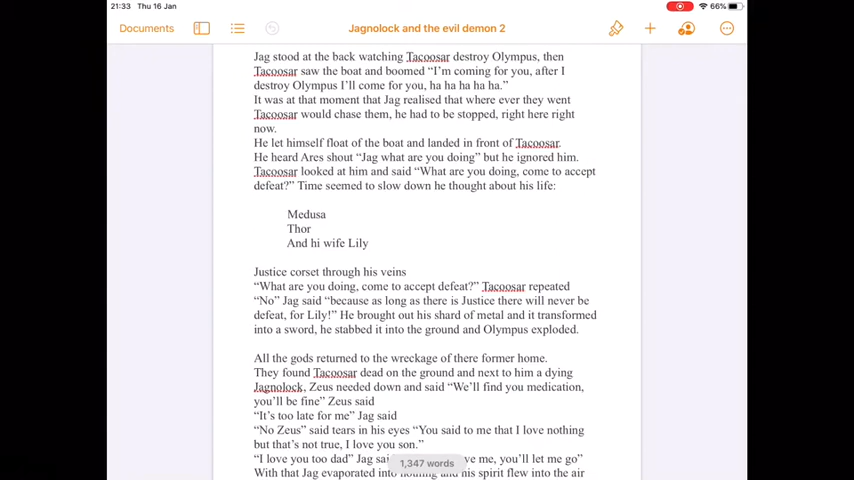 21:33 Thu 16 Jan
66%
Documents
Jagnolock and the evil demon 2
Jag stood at the back watching Tacoosar destroy Olympus, then
Tacoosar saw the boat and boomed “I’m coming for you, after I
destroy Olympus I’ll come for you, ha ha ha ha ha.”
It was at that moment that Jag realised that where ever they went
Tacoosar would chase them, he had to be stopped, right here right
now.
He let himself float of the boat and landed in front of Tacoosar.
He heard Ares shout “Jag what are you doing” but he ignored him.
Tacoosar looked at him and said “What are you doing, come to accept
defeat?” Time seemed to slow down he thought about his life:
Medusa
Thor
And hi wife Lily
Justice corset through his veins
“What are you doing, come to accept defeat?” Tacoosar repeated
“No” Jag said “because as long as there is Justice there will never be
defeat, for Lily!” He brought out his shard of metal and it transformed
into a sword, he stabbed it into the ground and Olympus exploded.
All the gods returned to the wreckage of there former home.
They found Tacoosar dead on the ground and next to him a dying
Jagnolock, Zeus needed down and said “We’ll find you medication,
you’ll be fine” Zeus said
“It’s too late for me” Jag said
“No Zeus” said tears in his eyes “You said to me that I love nothing
but that’s not true, I love you son.”
“I love you too dad” Jag sai ve me, you’ll let me go”
1,347 words
With that Jag evaporated into nothing and his spirit flew into the air